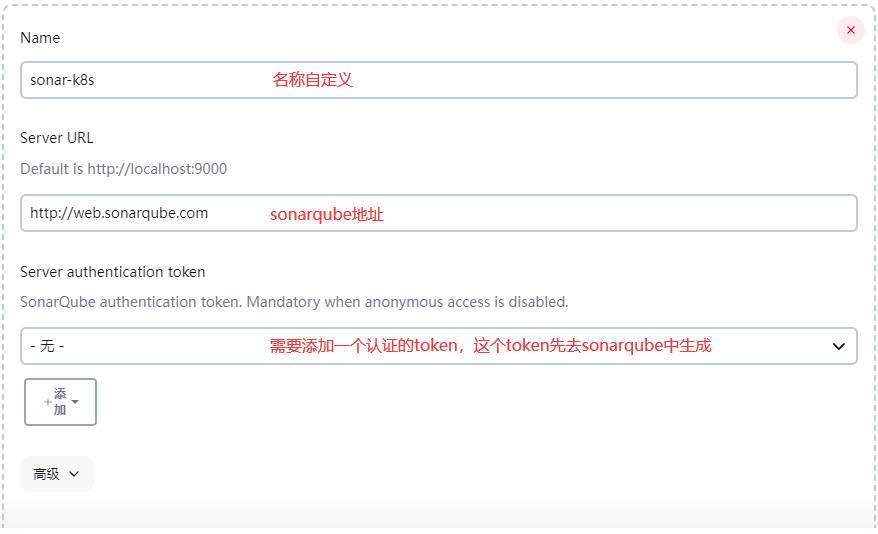 Name
sonar-k8s 名称自定义
Server URL
Default is http://localhost:9000
http://web.sonarqube.com sonarqube地址
Server authentication token
SonarQube authentication token. Mandatory when anonymous access is disabled.
- 无 - 需要添加一个认证的token，这个token先去sonarqube中生成
+添
加
高级